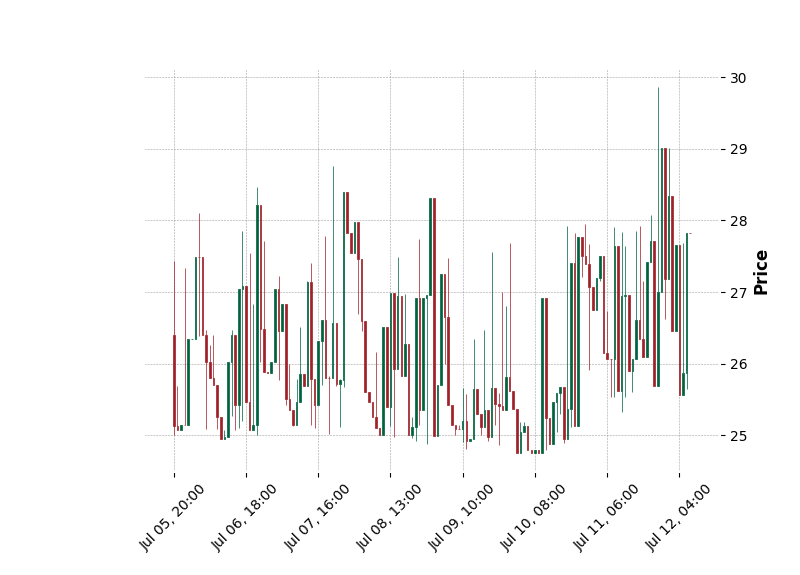 30
29
28
27
26
25
Price
Jul 05, 20:00
Jul 06, 18:00
Jul 07, 16:00
Jul 08, 13:00
Jul 09, 10:00
Jul 10, 08:00
Jul 11, 06:00
Jul 12, 04:00